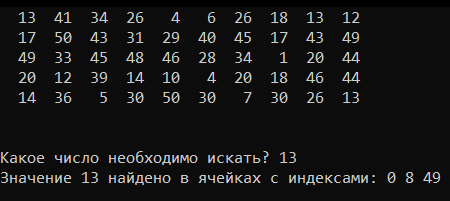 13 41 34 26 4 6 26 18 13 12
17 50 43 31 29 40 45 17 43 49
49 33 45 48 46 28 34 1 20 44
20 12 39 14 10 4 20 18 46 44
14 36 5 30 50 30 7 30 26 13
Какое число необходимо искать? 13
Значение 13 найдено в ячейках с индексами: 0 8 49